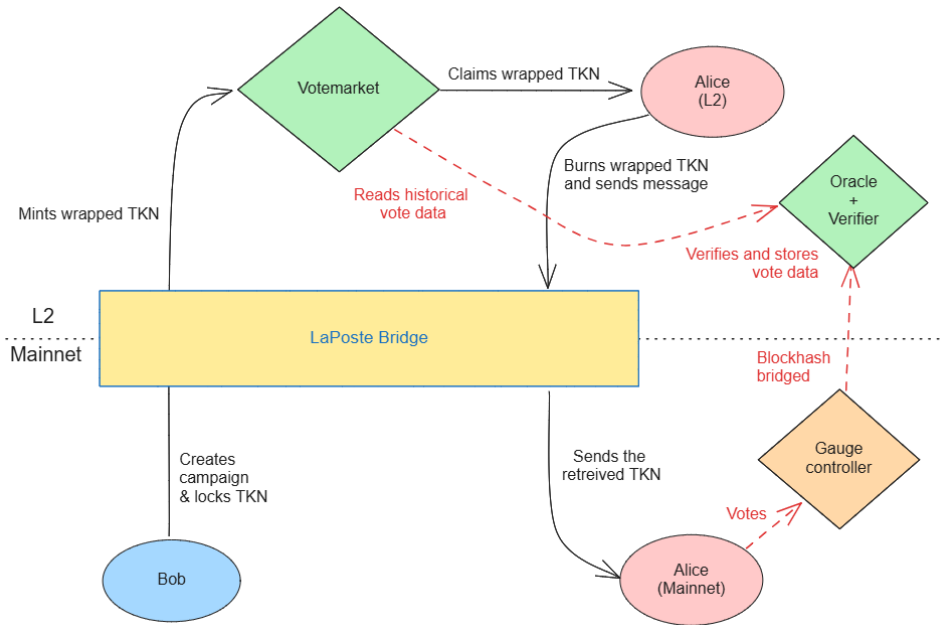 Votemarket
Claims wrapped TKN
Alice
(L2)
Mints wrapped TKN
Reads historical
vote data
Burns wrapped TKN
and sends message
Oracle
+
Verifier
Verifies and stores
vote data
L2
Mainnet
LaPoste Bridge
Blockhash
bridged
Creates
campaign
& locks TKN
Sends the
retreived TKN
Gauge
controller
Votes
Bob
Alice
(Mainnet)